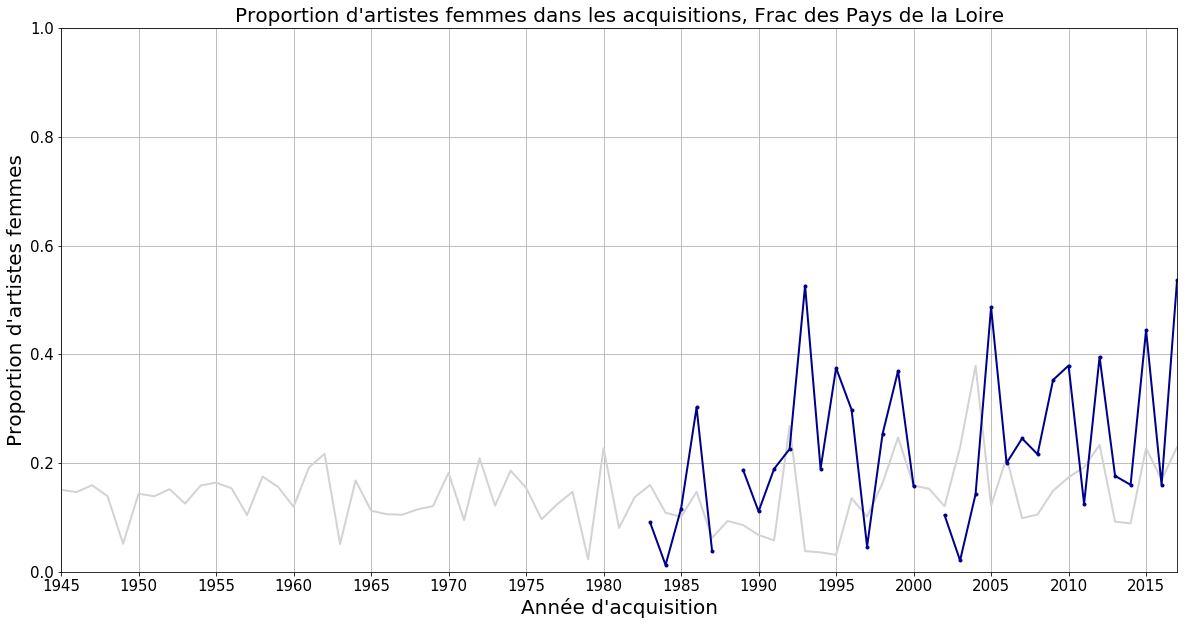 Proportion d'artistes femmes dans les acquisitions, Frac des Pays de la Loire
Proportion d'artistes femmes
1.0
0.8
0.6
0.4
0.2
0.0
1945 1950 1955 1960 1965 1970 1975 1980 1985 1990 1995 2000 2005 2010 2015
Année d'acquisition